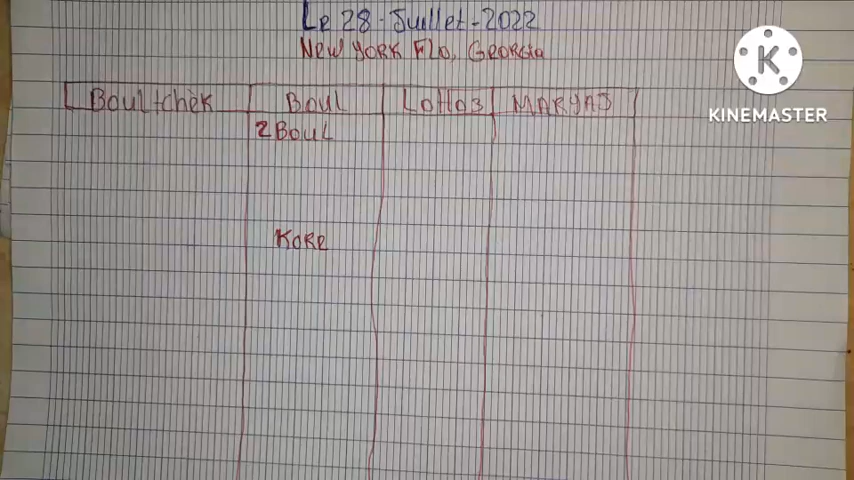 Le 28-Juillet-2022
New York Flo, Georgia
Boul tchèk Boul Lotto3 MARYAJ
2 Boul
Kore
K
KINEMASTER